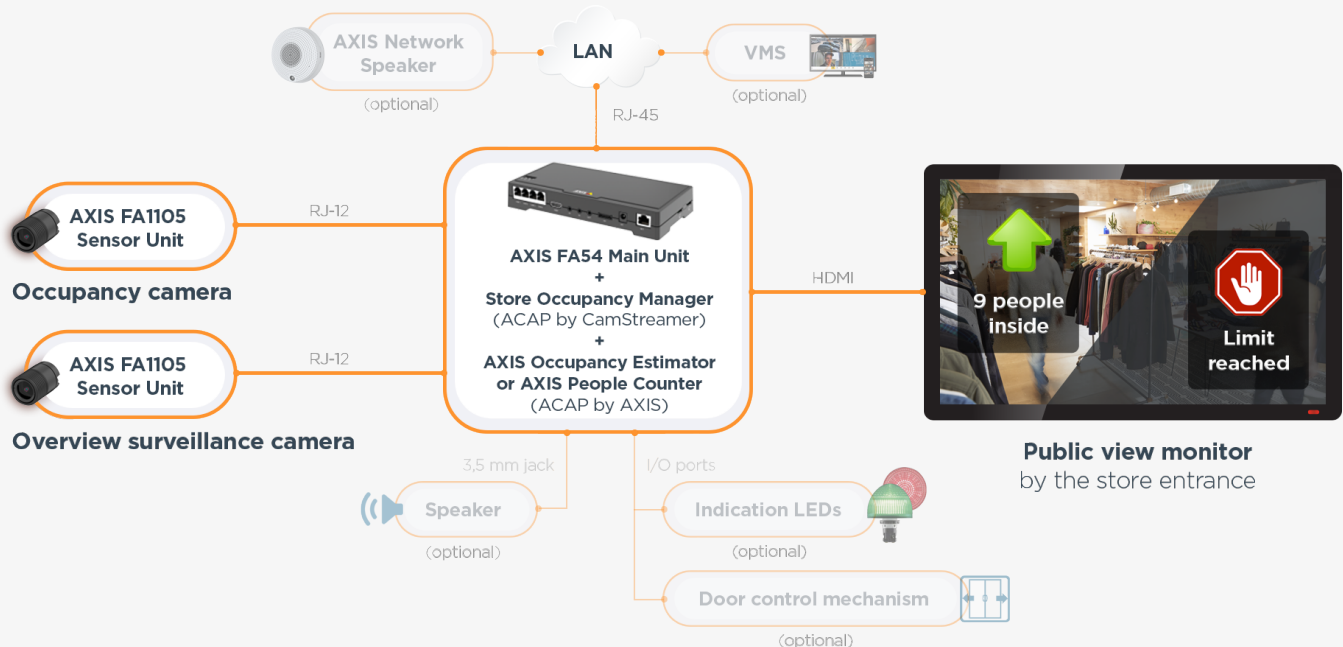 AXIS Network
Speaker
(optional)
LAN
VMS
(optional)
RJ-45
AXIS FA1105
Sensor Unit
Occupancy camera
RJ-12
AXIS FA1105
Sensor Unit
Overview surveillance camera
RJ-12
AXIS FA54 Main Unit
+
Store Occupancy Manager
(ACAP by CamStreamer)
+
AXIS Occupancy Estimator
or AXIS People Counter
(ACAP by AXIS)
HDMI
9 people
inside
Limit
reached
Public view monitor
by the store entrance
3,5 mm jack
Speaker
(optional)
I/O ports
Indication LEDs
(optional)
Door control mechanism
(optional)